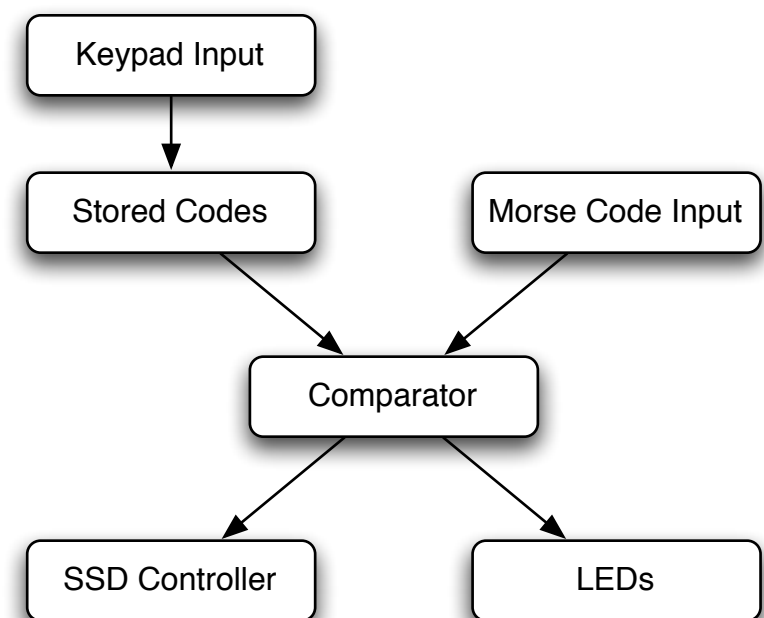 Keypad Input
Stored Codes
Morse Code Input
Comparator
SSD Controller
LEDs